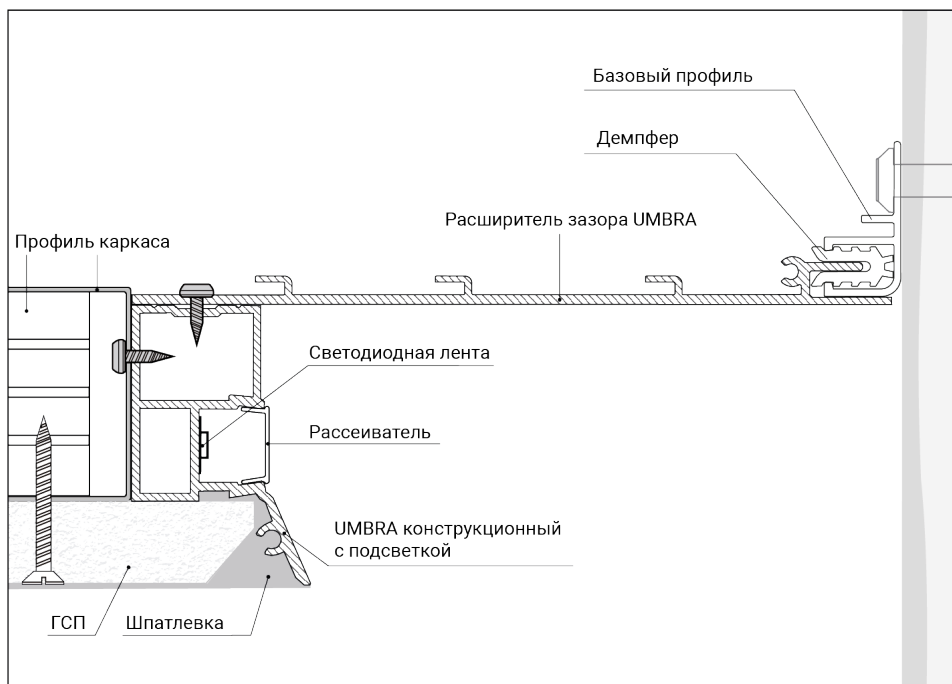 Базовый профиль
Демпфер
Расширитель зазора UMBRA
Профиль каркаса
Светодиодная лента
Рассеиватель
UMBRA конструкционный
с подсветкой
ГСП
Шпатлевка